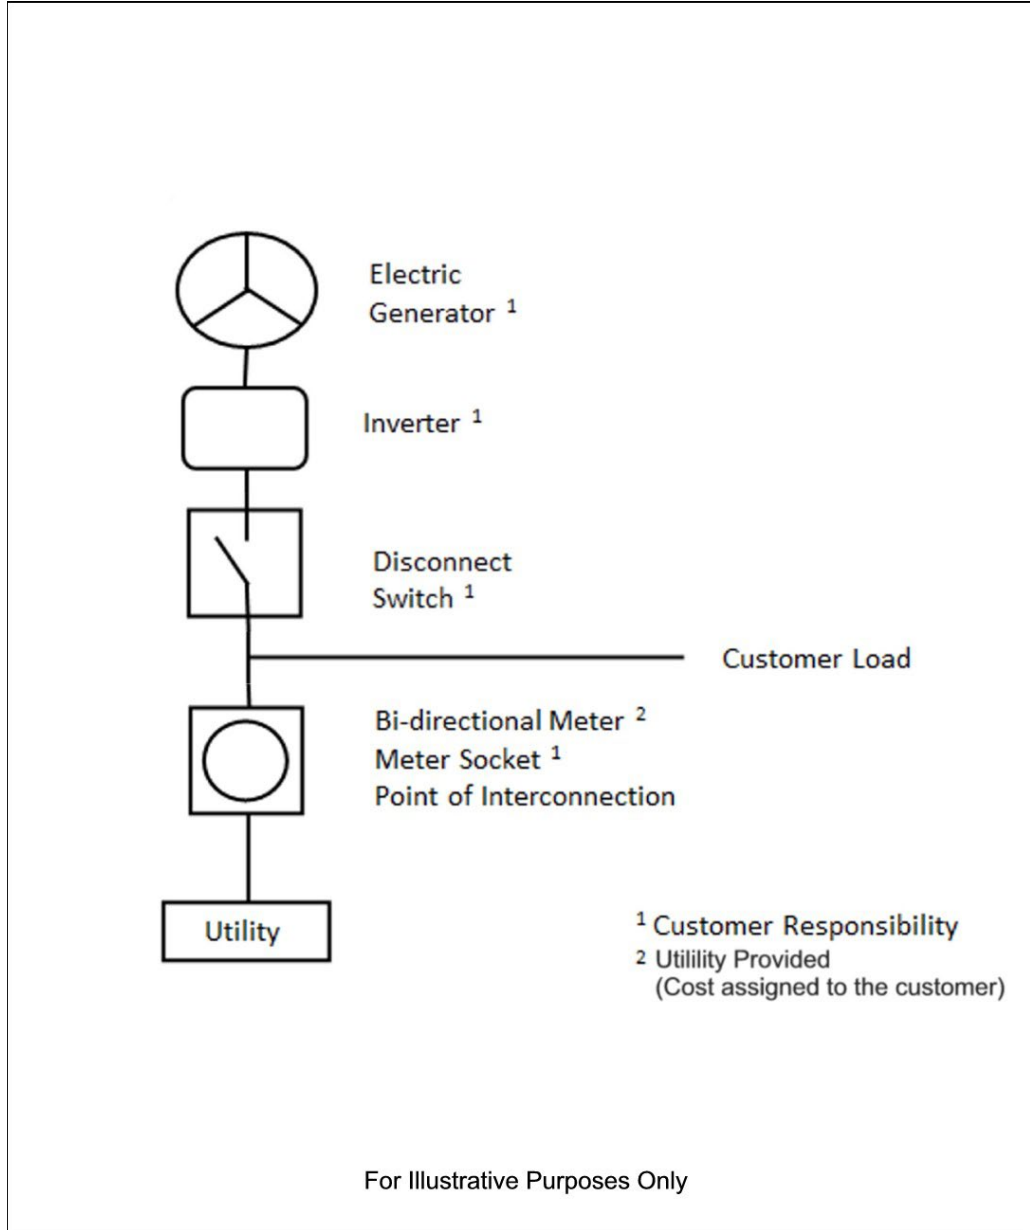 Electric
Generator ¹
Inverter ¹
Disconnect
Switch ¹
Customer Load
Bi-directional Meter ²
Meter Socket ¹
Point of Interconnection
Utility
¹ Customer Responsibility
² Utilility Provided
(Cost assigned to the customer)
For Illustrative Purposes Only